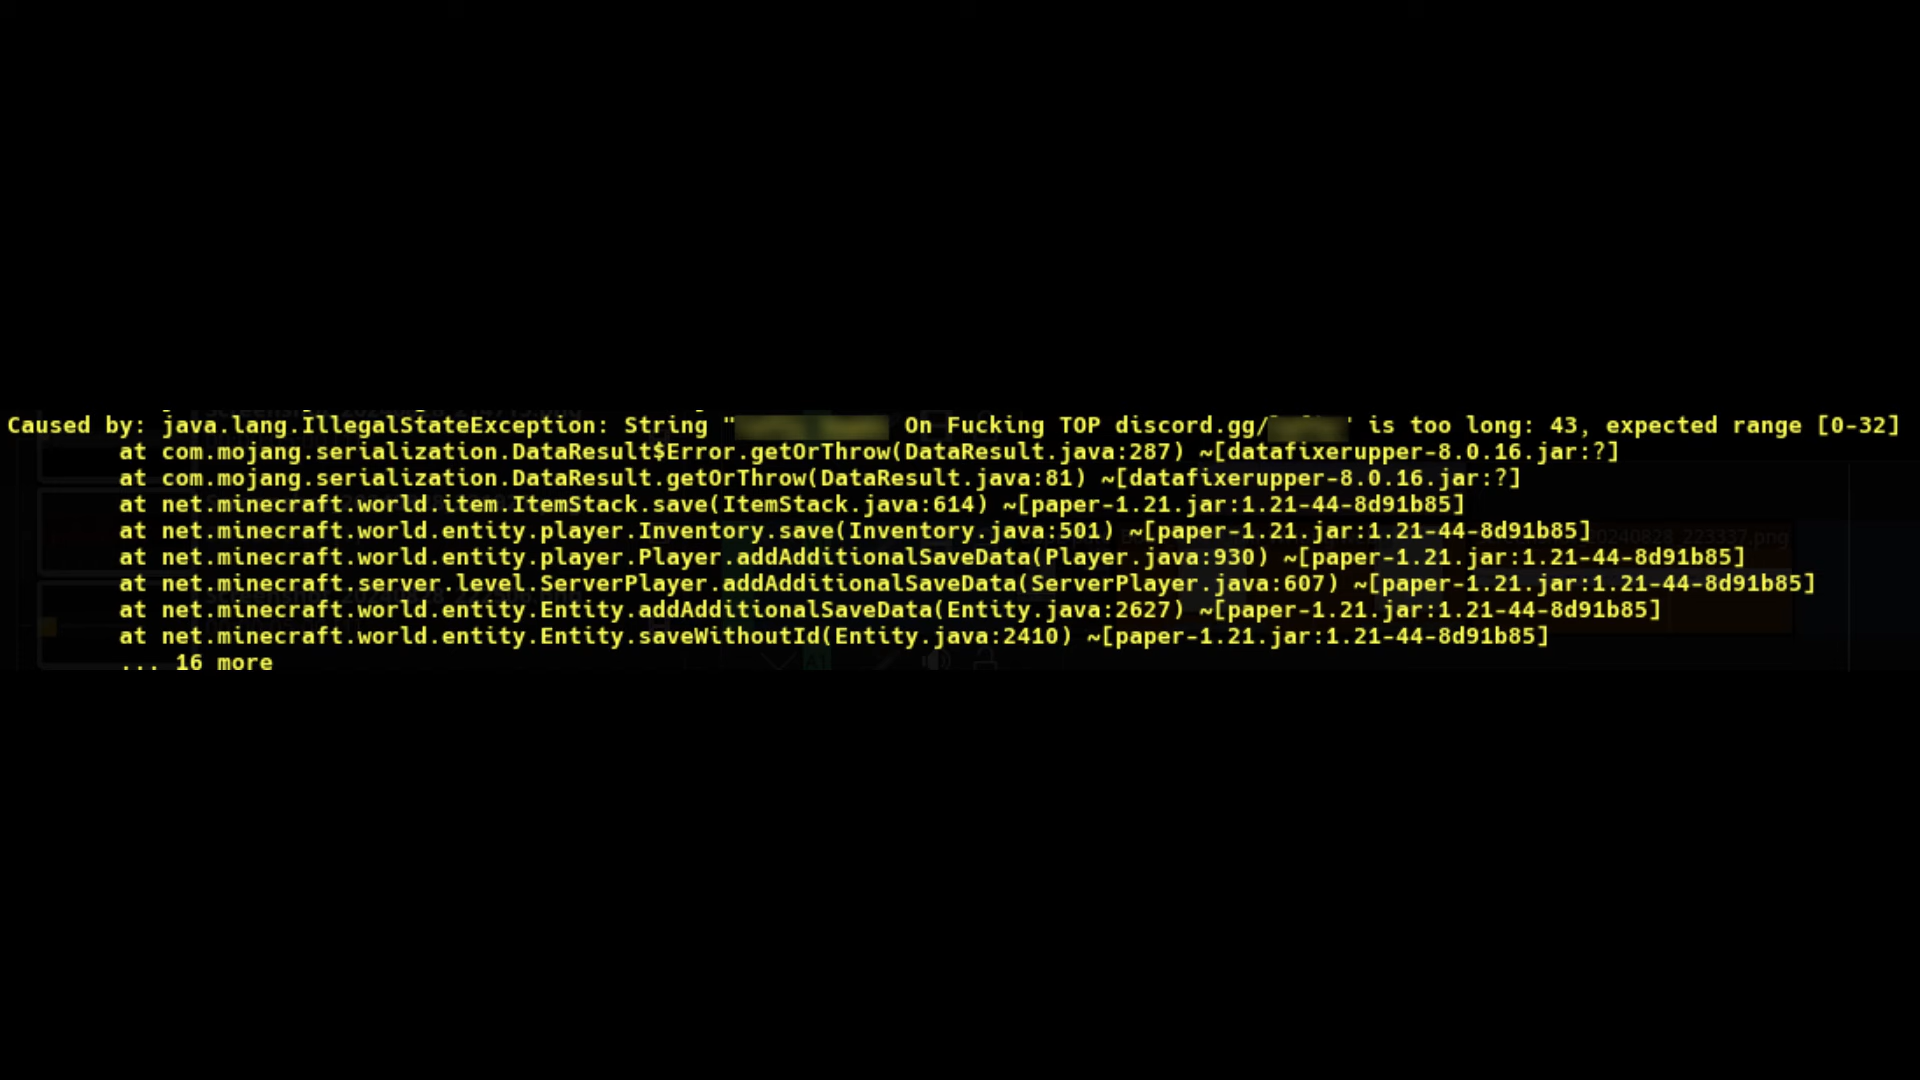 Caused by: java.lang.IllegalStateException: String " On Fucking TOP discord.gg/ " is too long: 43, expected range [0-32]
at com.mojang.serialization.DataResult$Error.getOrThrow(DataResult.java:287) ~[datafixerupper-8.0.16.jar:?]
at com.mojang.serialization.DataResult.getOrThrow(DataResult.java:81) ~[datafixerupper-8.0.16.jar:?]
at net.minecraft.world.item.ItemStack.save(ItemStack.java:614) ~[paper-1.21.jar:1.21-44-8d91b85]
at net.minecraft.world.entity.player.Inventory.save(Inventory.java:501) ~[paper-1.21.jar:1.21-44-8d91b85]
at net.minecraft.world.entity.player.Player.addAdditionalSaveData(Player.java:930) ~[paper-1.21.jar:1.21-44-8d91b85]
at net.minecraft.server.level.ServerPlayer.addAdditionalSaveData(ServerPlayer.java:607) ~[paper-1.21.jar:1.21-44-8d91b85]
at net.minecraft.world.entity.Entity.addAdditionalSaveData(Entity.java:2627) ~[paper-1.21.jar:1.21-44-8d91b85]
at net.minecraft.world.entity.Entity.saveWithoutId(Entity.java:2410) ~[paper-1.21.jar:1.21-44-8d91b85]
... 16 more